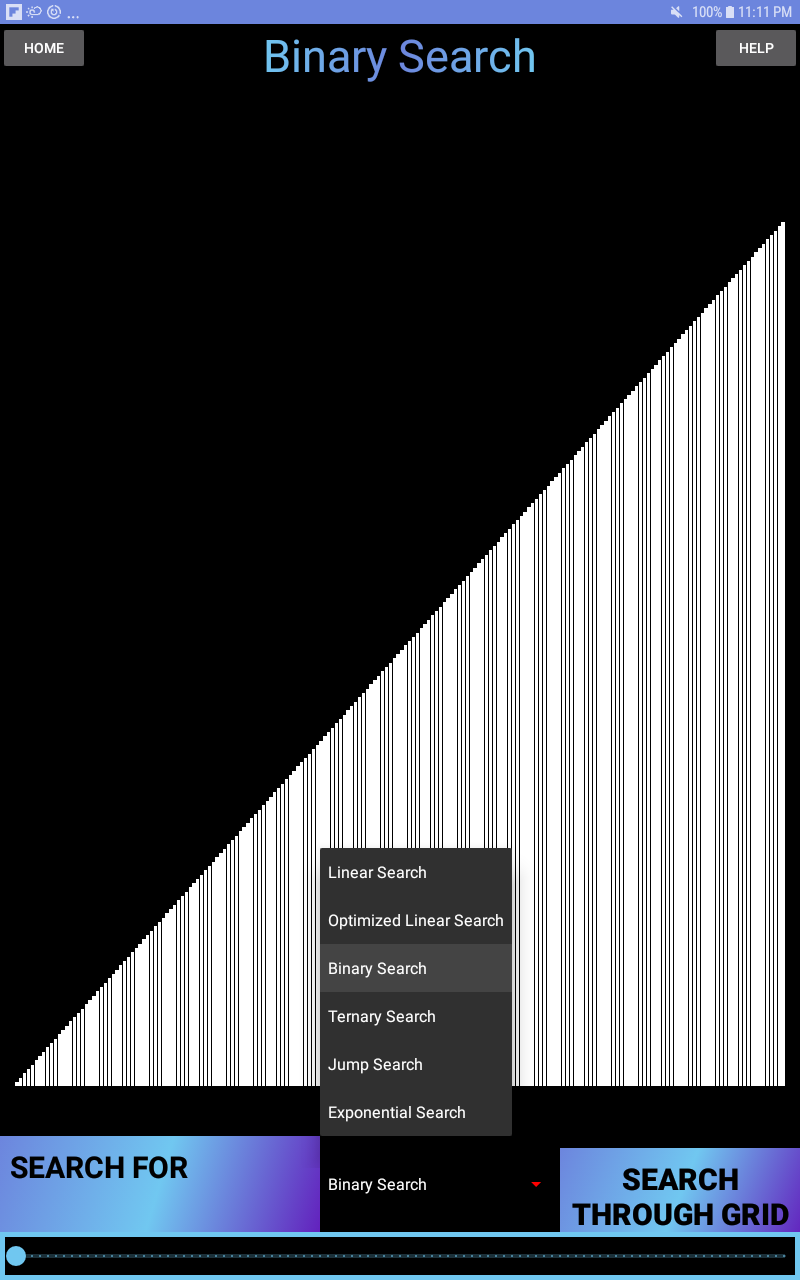 ... 100% 11:11 PM
HOME
Binary Search
HELP
Linear Search
Optimized Linear Search
Binary Search
Ternary Search
Jump Search
Exponential Search
SEARCH FOR
Binary Search
SEARCH
THROUGH GRID